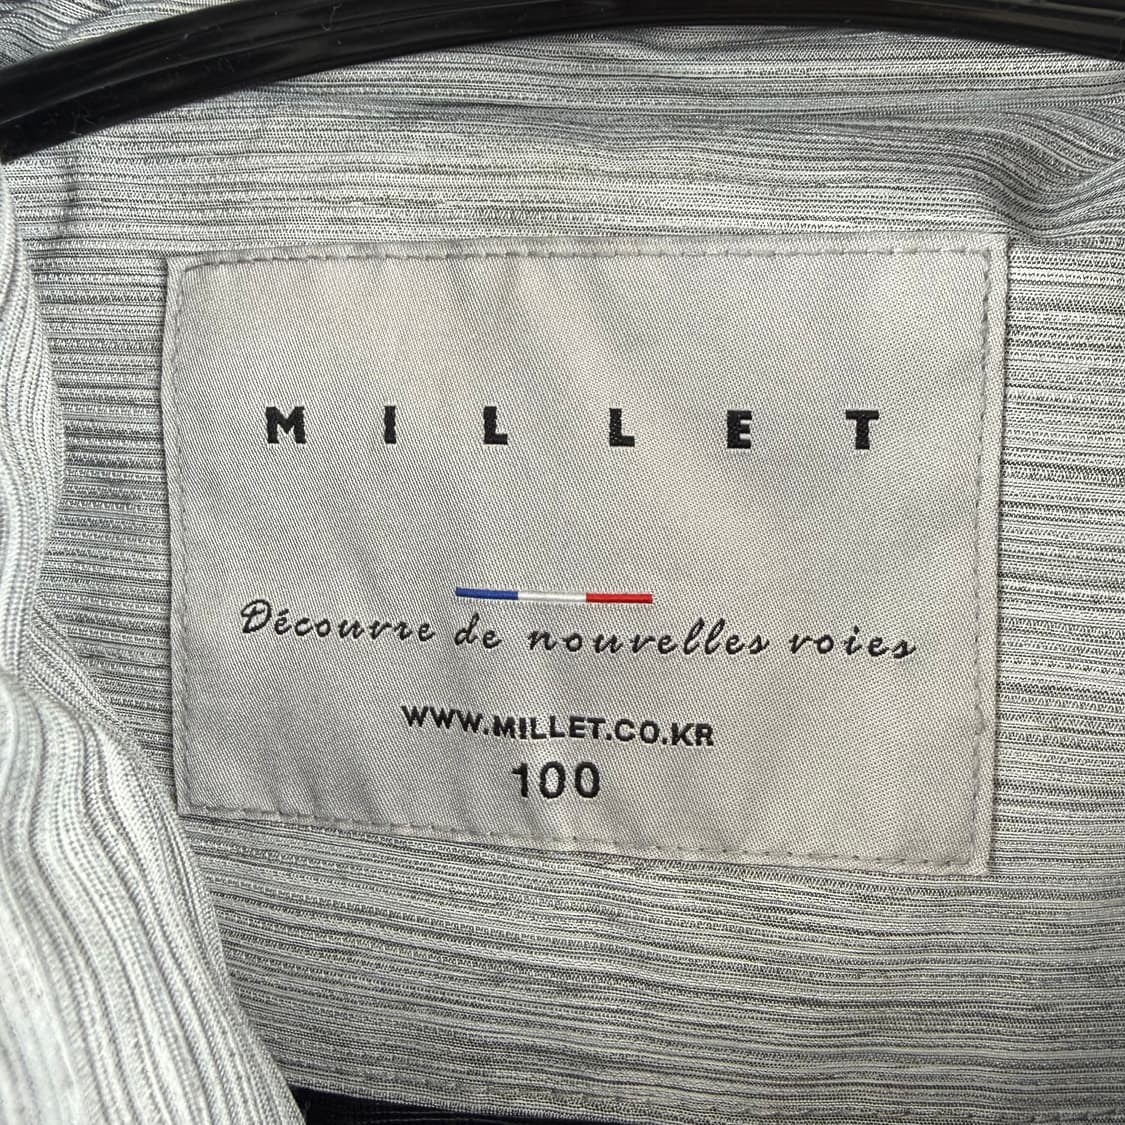 MILLET
Découvre de nouvelles voies
WWW.MILLET.CO.KR
100